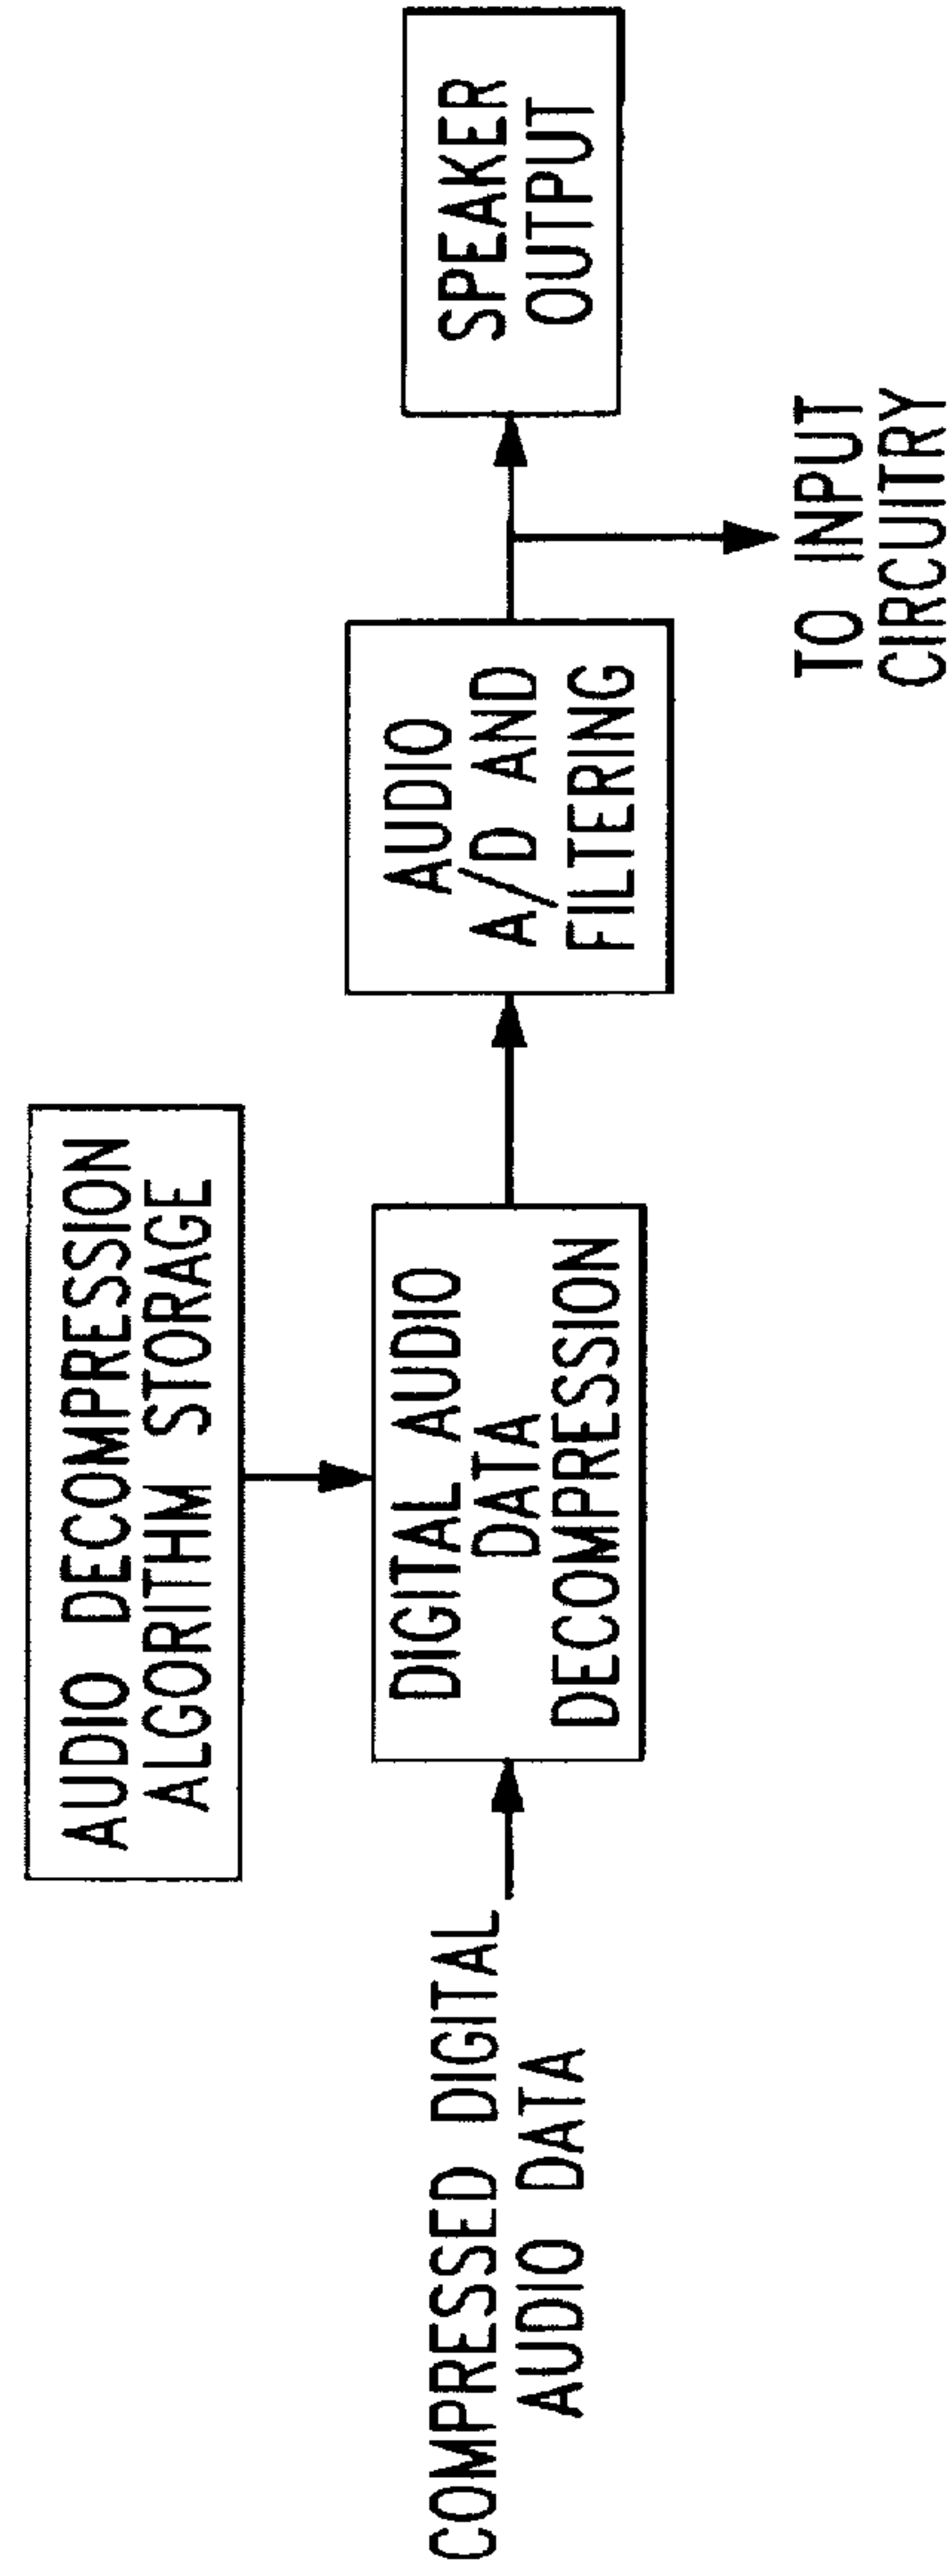 AUDIO DECOMPRESSION
ALGORITHM STORAGE
COMPRESSED DIGITAL
AUDIO DATA
DIGITAL AUDIO
DATA
DECOMPRESSION
AUDIO
A/D AND
FILTERING
SPEAKER
OUTPUT
TO INPUT
CIRCUITRY